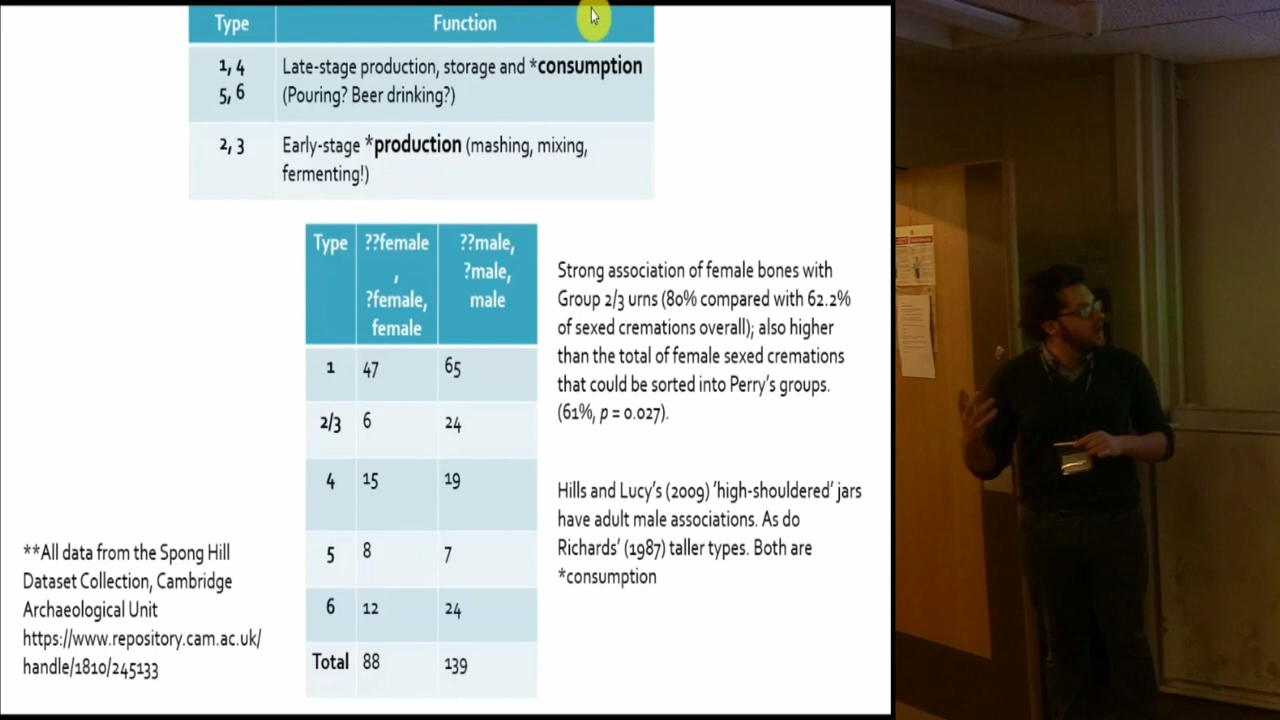 Type Function
1, 4
5, 6
Late-stage production, storage and *consumption
(Pouring? Beer drinking?)
2, 3
Early-stage *production (mashing, mixing,
fermenting!)
Type
??female
,
?female,
female
??male,
?male,
male
1 47 65
2/3 6 24
4 15 19
5 8 7
6 12 24
Total 88 139
Strong association of female bones with
Group 2/3 urns (80% compared with 62.2%
of sexed cremations overall); also higher
than the total of female sexed cremations
that could be sorted into Perry's groups.
(61%, p = 0.027).
Hills and Lucy's (2009) 'high-shouldered' jars
have adult male associations. As do
Richards' (1987) taller types. Both are
*consumption
**All data from the Spong Hill
Dataset Collection, Cambridge
Archaeological Unit
https://www.repository.cam.ac.uk/
handle/1810/245133